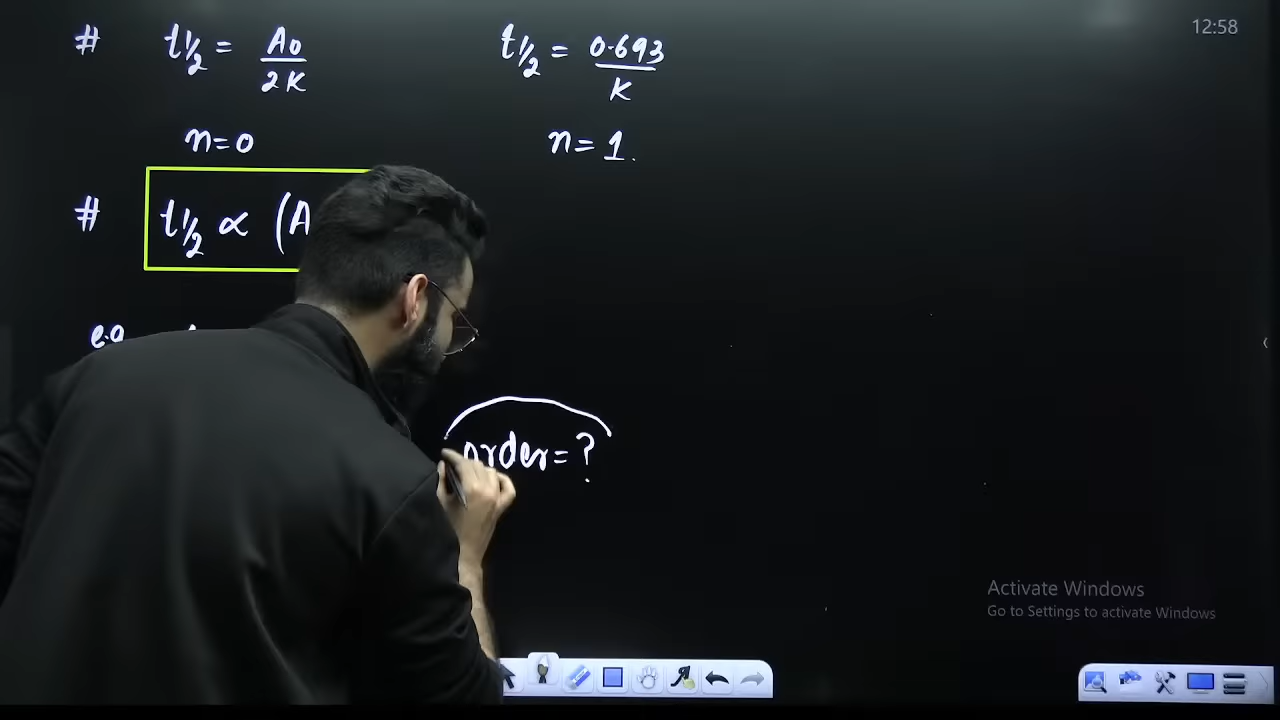 12:58
# t1/2 = A0/2K t1/2 = 0.693/K
n=0 n=1.
# t1/2 ∝ (A
e.g
order=?
Activate Windows
Go to Settings to activate Windows